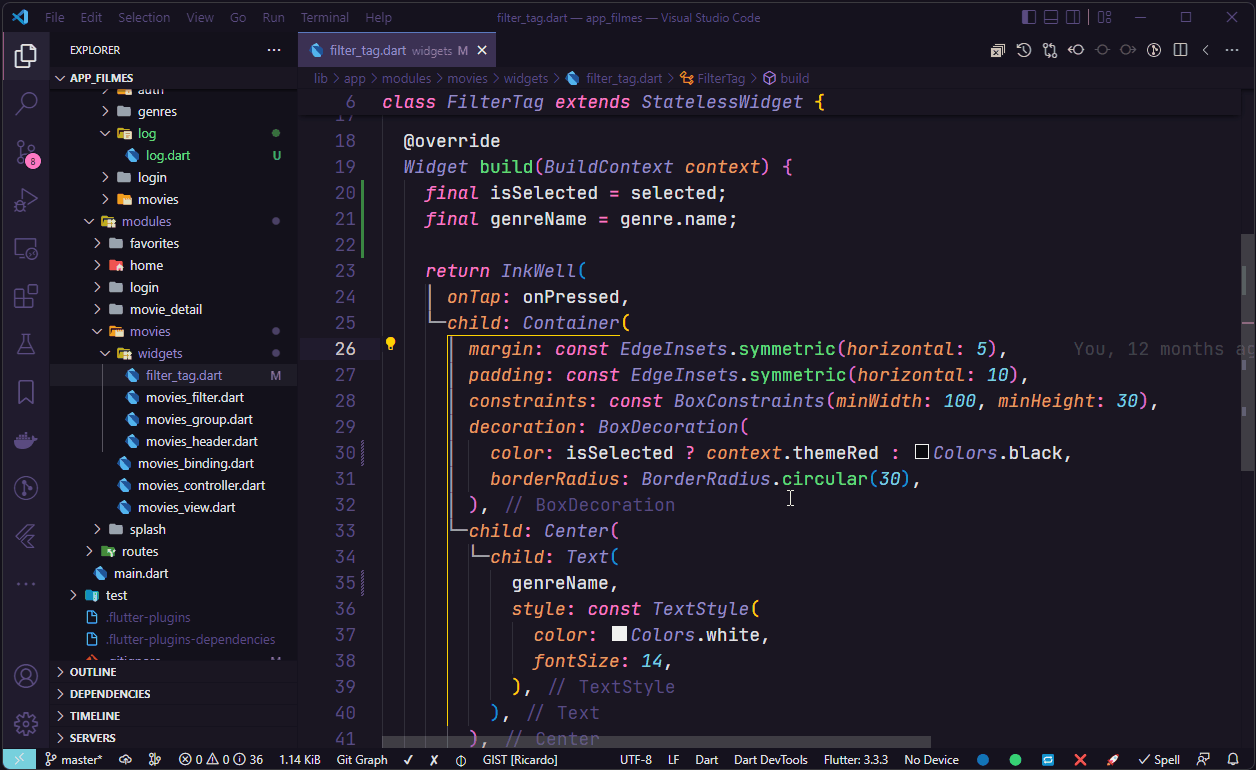 File Edit Selection View Go Run Terminal Help filter_tag.dart — app_filmes — Visual Studio Code
EXPLORER
filter_tag.dart widgets M
APP_FILMES
lib > app > modules > movies > widgets > filter_tag.dart > FilterTag > build
auth
genres
log
log.dart U
login
movies
modules
favorites
home
login
movie_detail
movies
widgets
filter_tag.dart M
movies_filter.dart
movies_group.dart
movies_header.dart
movies_binding.dart
movies_controller.dart
movies_view.dart
splash
routes
main.dart
test
.flutter-plugins
.flutter-plugins-dependencies
.gitignore M
OUTLINE
DEPENDENCIES
TIMELINE
SERVERS
8
6 class FilterTag extends StatelessWidget {
17
18 @override
19 Widget build(BuildContext context) {
20 final isSelected = selected;
21 final genreName = genre.name;
22
23 return InkWell(
24 onTap: onPressed,
25 child: Container(
26 margin: const EdgeInsets.symmetric(horizontal: 5), You, 12 months ag
27 padding: const EdgeInsets.symmetric(horizontal: 10),
28 constraints: const BoxConstraints(minWidth: 100, minHeight: 30),
29 decoration: BoxDecoration(
30 color: isSelected ? context.themeRed : Colors.black,
31 borderRadius: BorderRadius.circular(30),
32 ), // BoxDecoration
33 child: Center(
34 child: Text(
35 genreName,
36 style: const TextStyle(
37 color: Colors.white,
38 fontSize: 14,
39 ), // TextStyle
40 ), // Text
41 ), // Center
master* 0 0 36 1.14 KiB Git Graph ✓ ✗ GIST [Ricardo] UTF-8 LF Dart Dart DevTools Flutter: 3.3.3 No Device Spell